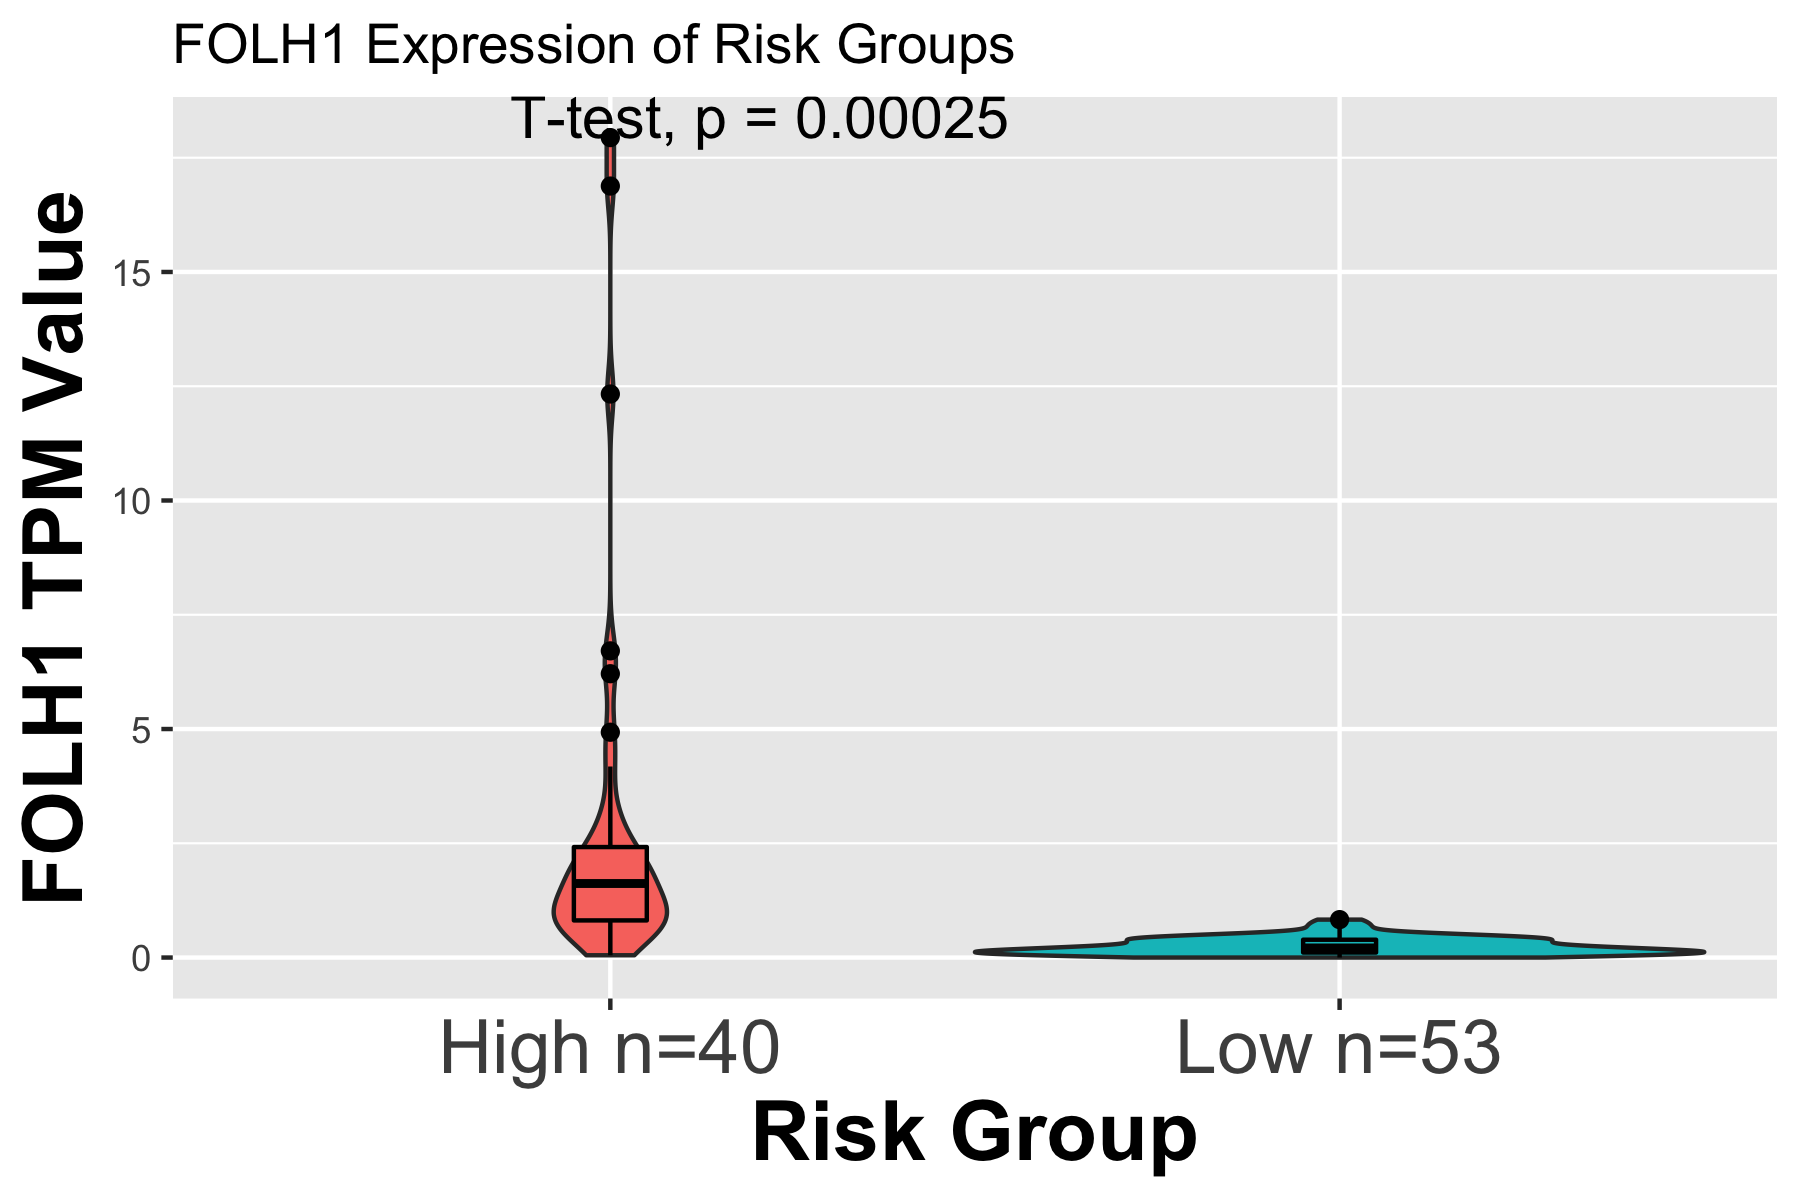 FOLH1 Expression of Risk Groups
T-test, p = 0.00025
FOLH1 TPM Value
15
10
5
0
High n=40
Low n=53
Risk Group